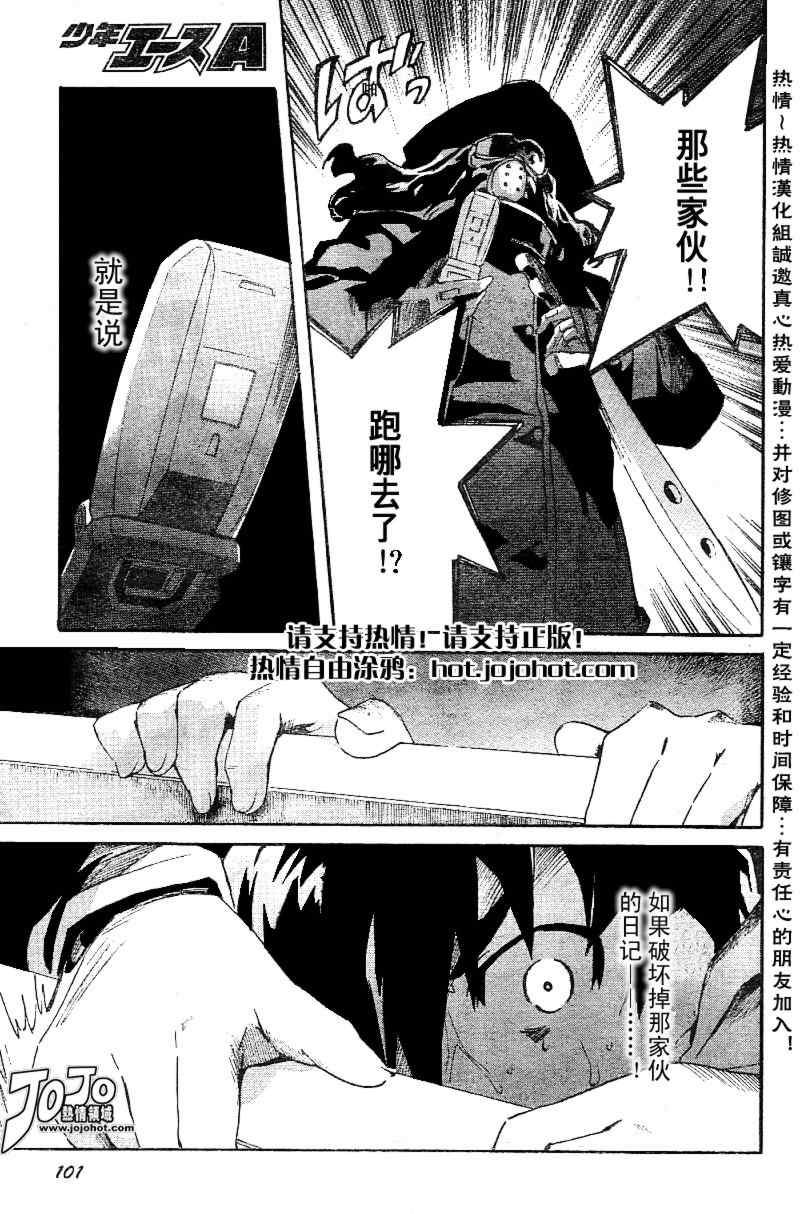 少年エースA
ばっ
那些家伙!!
跑哪去了!?
就是说
请支持热情!-请支持正版!
热情自由涂鸦：hot.jojohot.com
如果破坏掉那家伙
的日记——……!
JOJO
热情领域
www.jojohot.com
101
热情~热情漢化組誠邀真心热爱動漫…并对修图或镶字有一定经验和时间保障…有责任心的朋友加入!